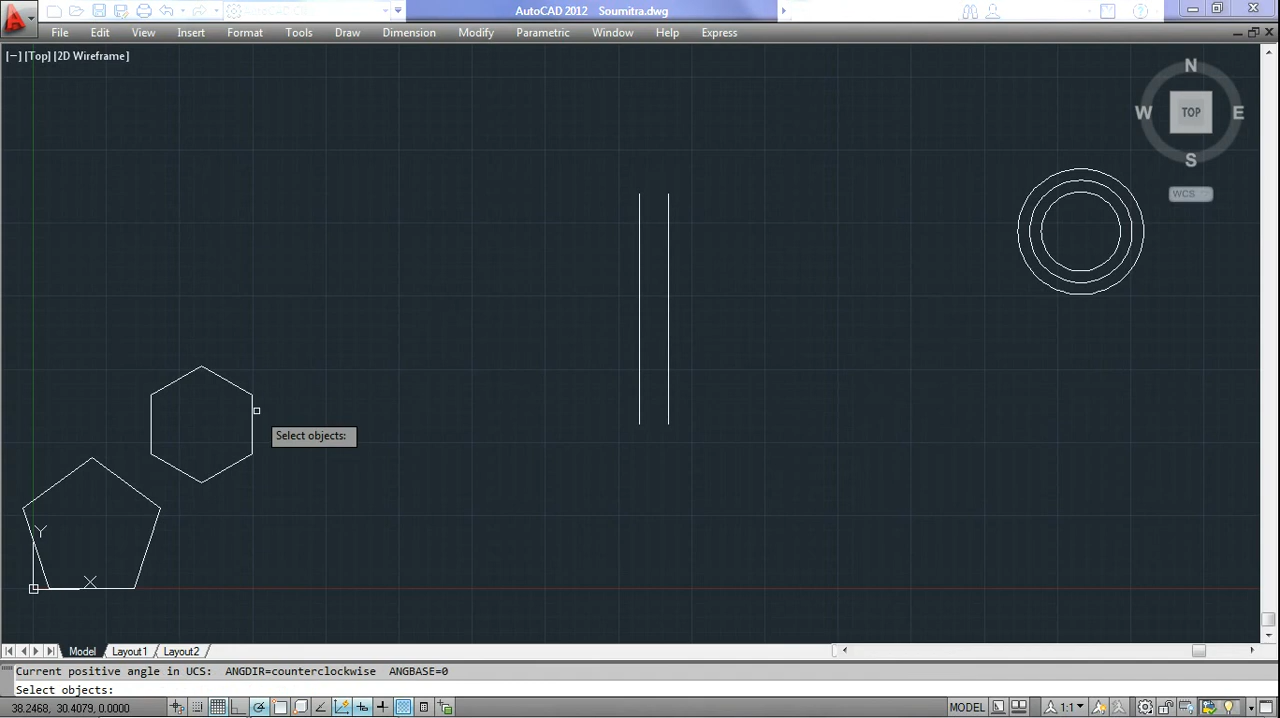 AutoCAD 2012 Soumitra.dwg
File Edit View Insert Format Tools Draw Dimension Modify Parametric Window Help Express
[−] [Top] [2D Wireframe]
N
W TOP E
S
WCS
Select objects:
Y
X
Model Layout1 Layout2
Current positive angle in UCS: ANGDIR=counterclockwise ANGBASE=0
Select objects:
38.2468, 30.4079, 0.0000 MODEL 1:1